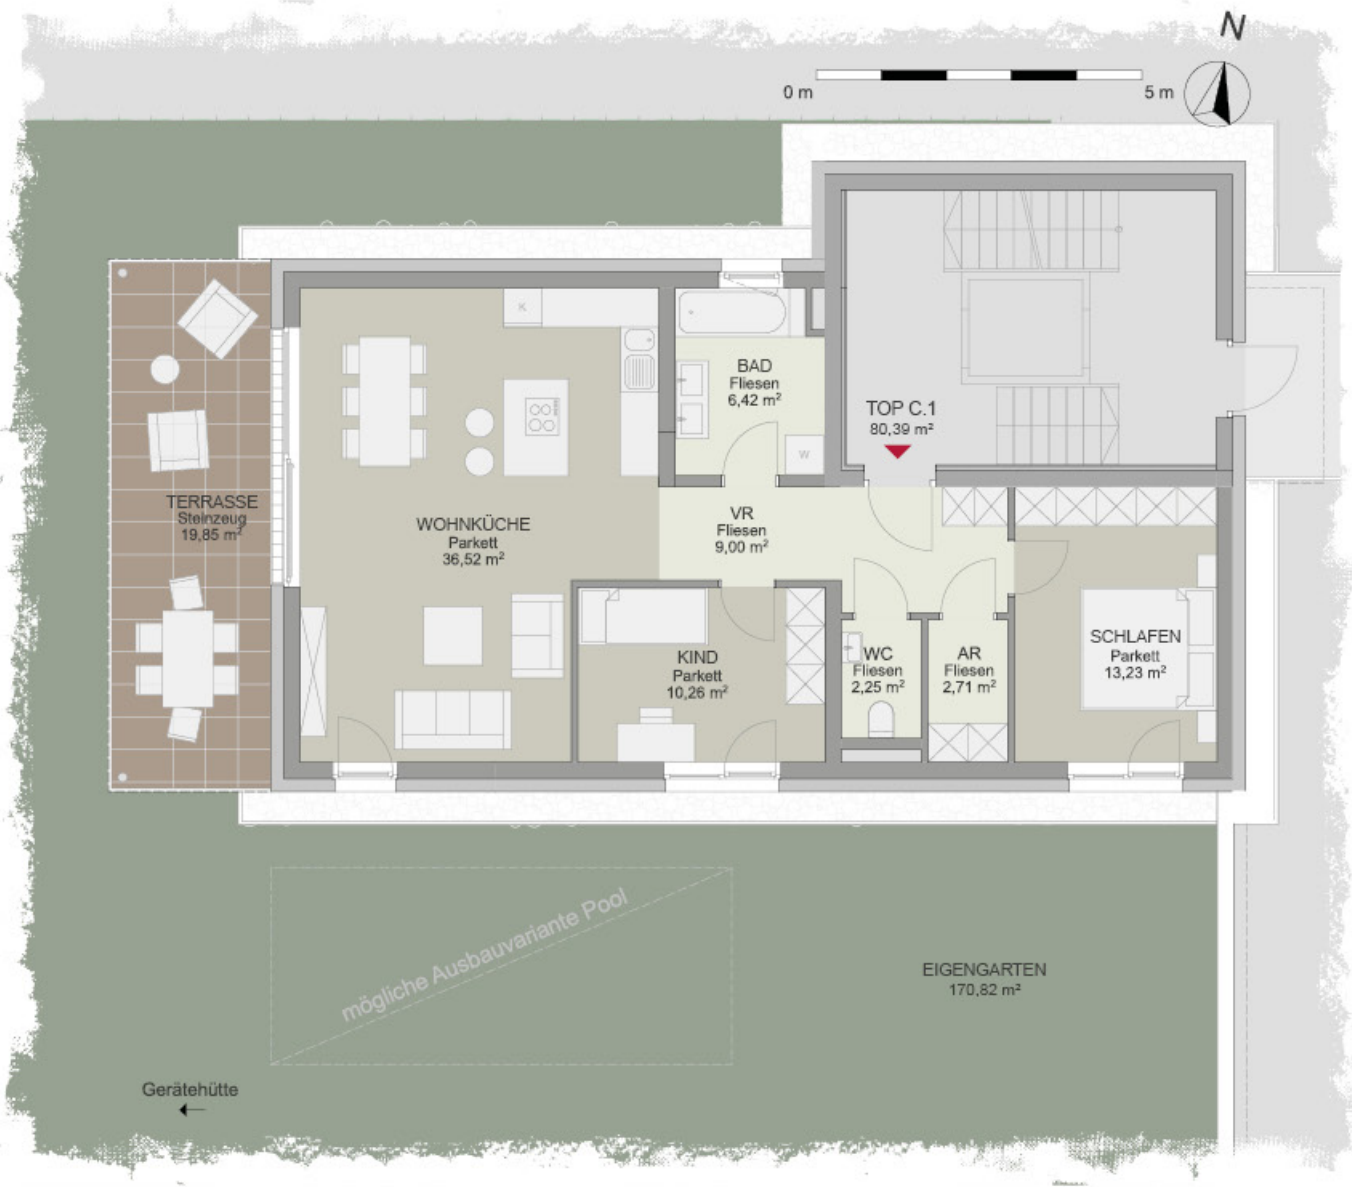 N
0 m
5 m
K
BAD
Fliesen
6,42 m²
W
TOP C.1
80,39 m²
TERRASSE
Steinzeug
19,85 m²
WOHNKÜCHE
Parkett
36,52 m²
VR
Fliesen
9,00 m²
KIND
Parkett
10,26 m²
WC
Fliesen
2,25 m²
AR
Fliesen
2,71 m²
SCHLAFEN
Parkett
13,23 m²
mögliche Ausbauvariante Pool
EIGENGARTEN
170,82 m²
Gerätehütte